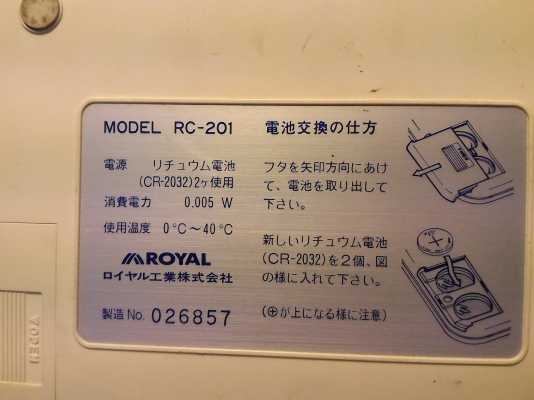 MODEL RC-201
電源 リチュウム電池
(CR-2032)2ヶ使用
消費電力 0.005 W
使用温度 0°C～40°C
ROYAL
ロイヤル工業株式会社
製造 No. 026857
電池交換の仕方
フタを矢印方向にあけ
て、電池を取り出して
下さい。
新しいリチュウム電池
(CR-2032)を2個、図
の様に入れて下さい。
(⊕が上になる様に注意)
OPEN